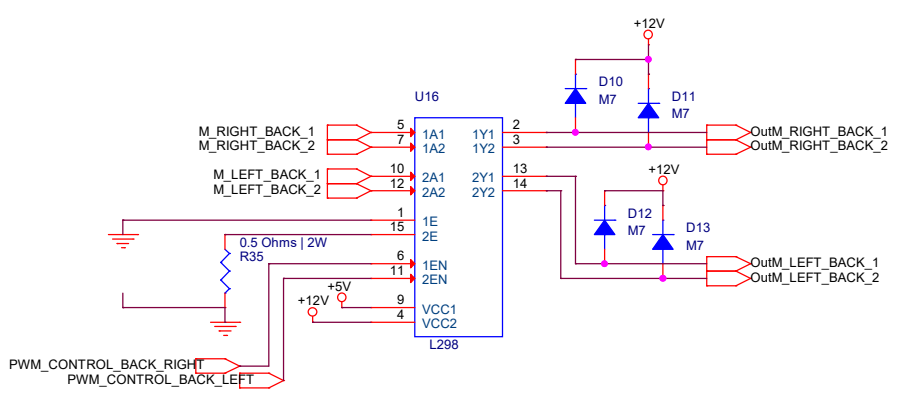 +12V
D10
M7
D11
M7
U16
M_RIGHT_BACK_1 5 1A1 1Y1 2 OutM_RIGHT_BACK_1
M_RIGHT_BACK_2 7 1A2 1Y2 3 OutM_RIGHT_BACK_2
M_LEFT_BACK_1 10 2A1 2Y1 13
M_LEFT_BACK_2 12 2A2 2Y2 14
+12V
D12
M7
D13
M7
1 1E
15 2E
0.5 Ohms | 2W
R35
6 1EN
11 2EN
OutM_LEFT_BACK_1
OutM_LEFT_BACK_2
+5V
+12V
9 VCC1
4 VCC2
L298
PWM_CONTROL_BACK_RIGHT
PWM_CONTROL_BACK_LEFT